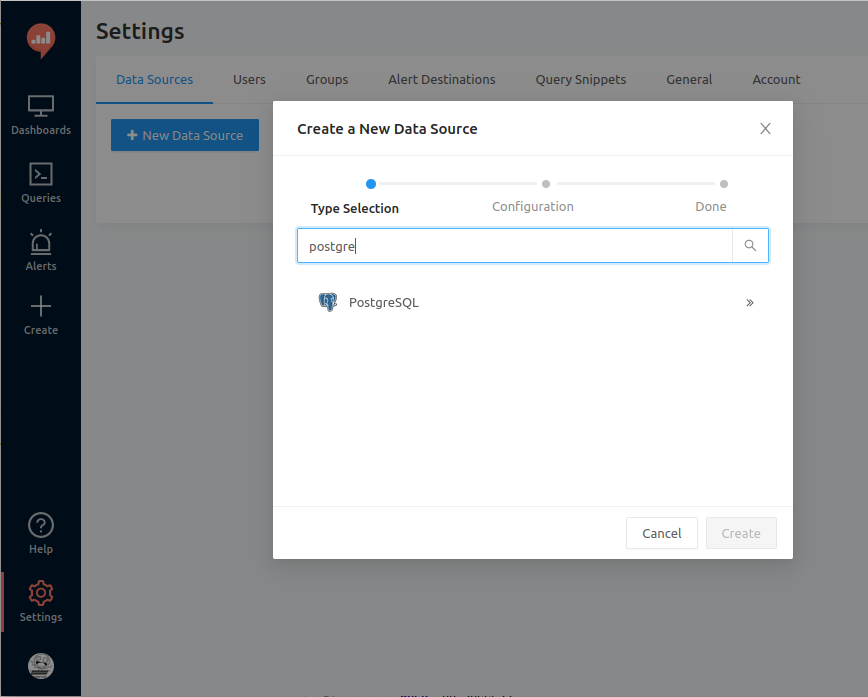 Settings
Data Sources Users Groups Alert Destinations Query Snippets General Account
+ New Data Source
Dashboards
Queries
Alerts
Create
Help
Settings
Create a New Data Source
Type Selection Configuration Done
postgre
PostgreSQL
Cancel Create